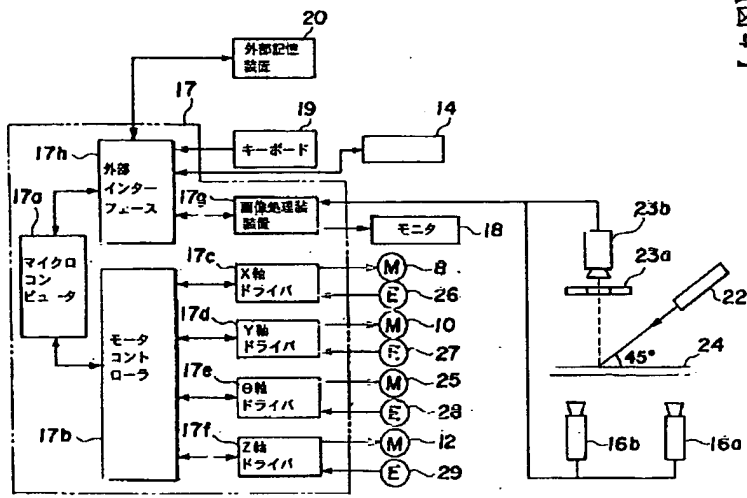 【図4】
20
外部記憶
装置
17
19
キーボード
14
17h
外部
インター
フェース
17a
マイクロ
コン
ピュータ
17g
画像処理装
装置
モニタ
18
23b
23a
22
45°
24
17c
X軸
ドライバ
M
8
E
26
17d
Y軸
ドライバ
M
10
E
27
モータ
コント
ローラ
17e
Θ軸
ドライバ
M
25
E
28
17b
17f
Z軸
ドライバ
M
12
E
29
16b
16a